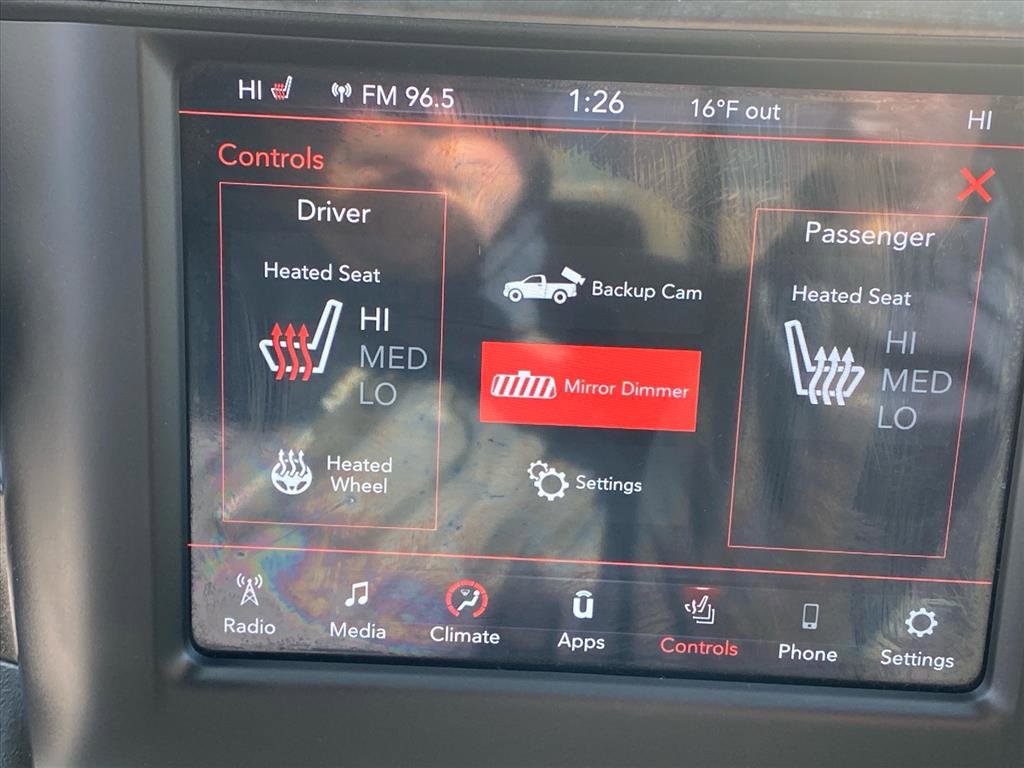 HI FM 96.5 1:26 16°F out HI
Controls
Driver
Heated Seat
HI
MED
LO
Heated
Wheel
Backup Cam
Mirror Dimmer
Settings
Passenger
Heated Seat
HI
MED
LO
Radio Media Climate Apps Controls Phone Settings